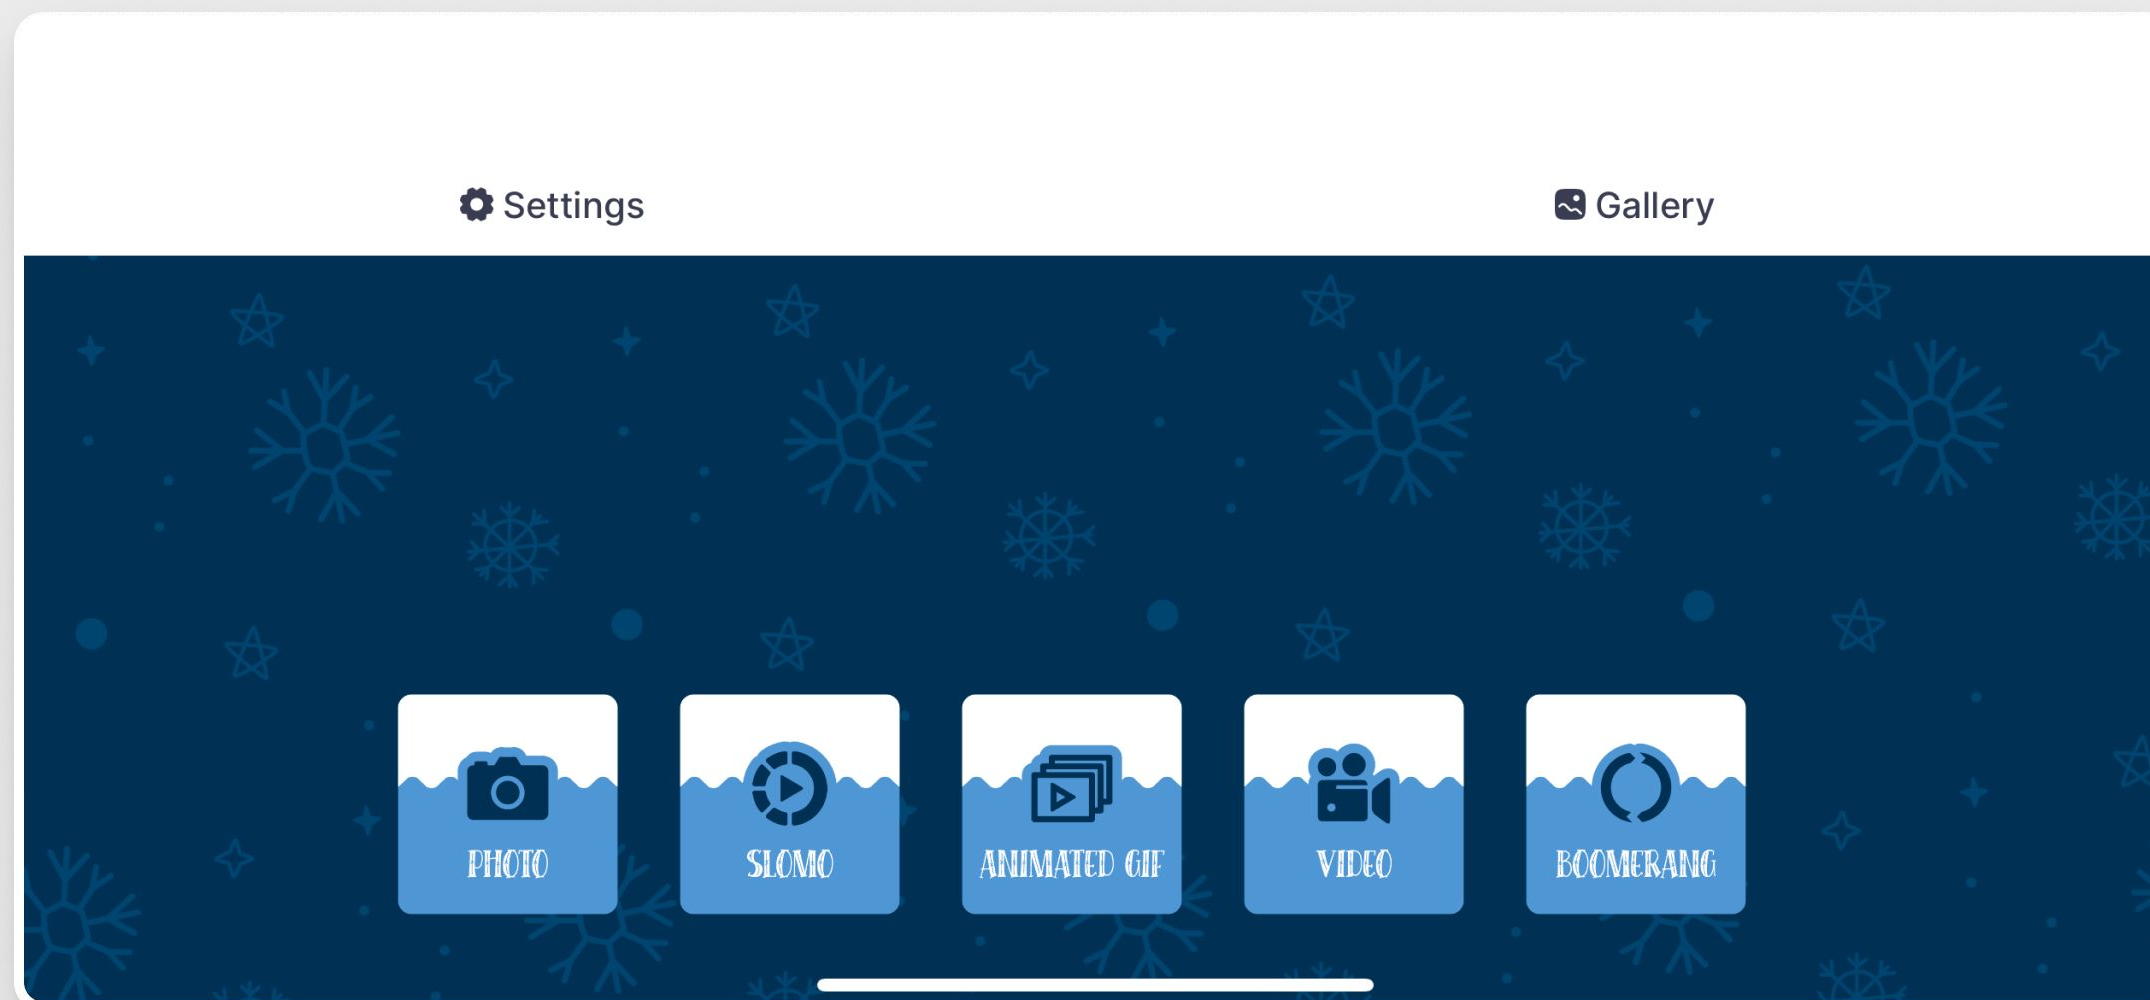 Settings
Gallery
PHOTO
SLOMO
ANIMATED GIF
VIDEO
BOOMERANG